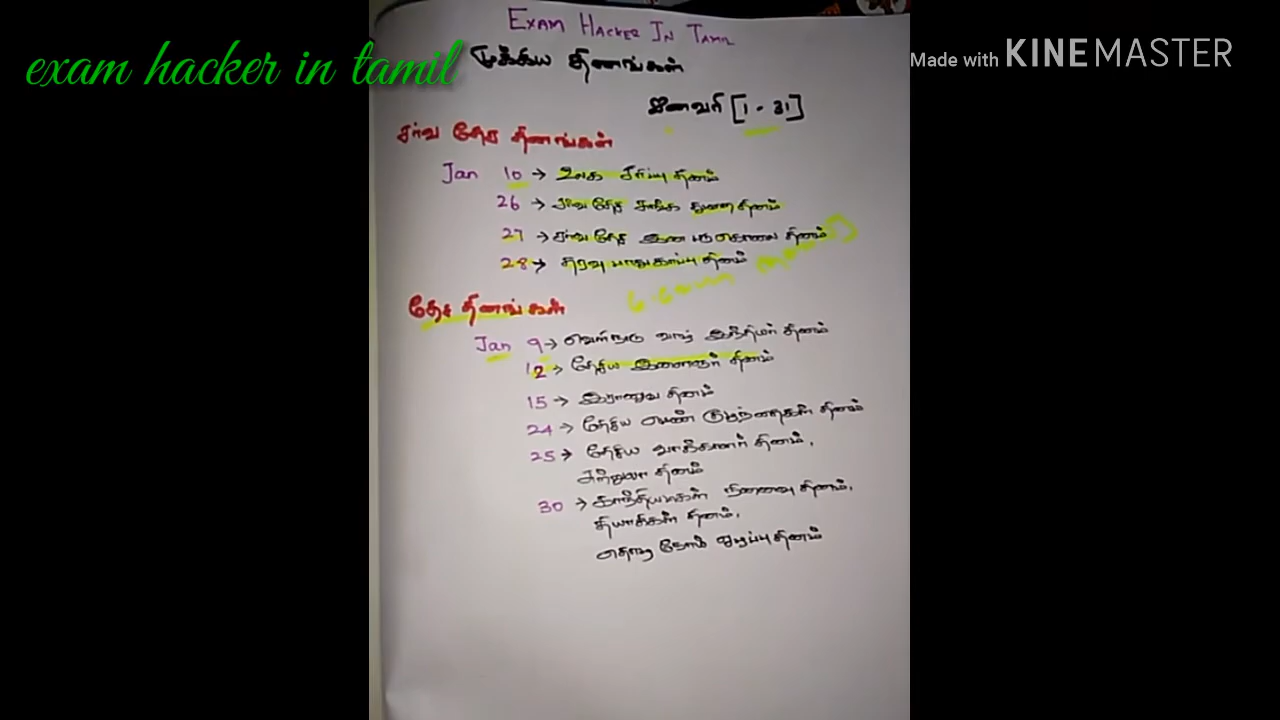 EXAM HACKER IN TAMIL
exam hacker in tamil
Made with KINEMASTER
முக்கிய தினங்கள்
ஜனவரி [1 - 31]
சர்வ தேச தினங்கள்
Jan 10 → உலக சிரிப்பு தினம்
26 → சர்வ தேச சுங்க துறை தினம்
27 → சர்வ தேச இன படுகொலை தினம்
28 → தரவு பாதுகாப்பு தினம்
தேச தினங்கள்
Jan 9 → வெளிநாடு வாழ் இந்தியர் தினம்
12 → தேசிய இளைஞர் தினம்
15 → இராணுவ தினம்
24 → தேசிய பெண் குழந்தைகள் தினம்
25 → தேசிய வாக்காளர் தினம்,
சுற்றுலா தினம்
30 → காந்தியடிகள் நினைவு தினம்,
தியாகிகள் தினம்,
தொழு நோய் ஒழிப்பு தினம்